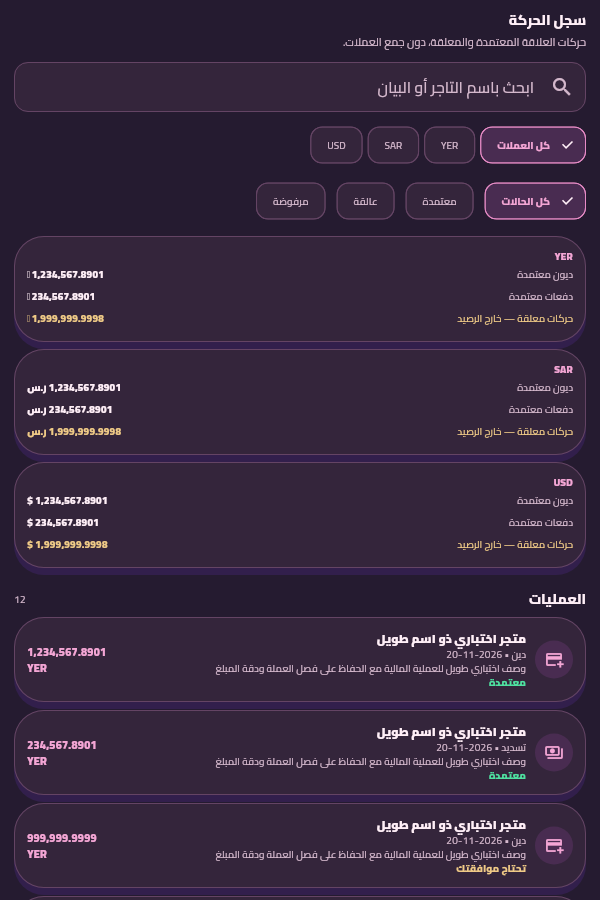 سجل الحركة
حركات العلاقة المعتمدة والمعلقة، دون جمع العملات.
ابحث باسم التاجر أو البيان
كل العملات YER SAR USD
كل الحالات معتمدة عالقة مرفوضة
YER
ديون معتمدة 1,234,567.8901
دفعات معتمدة 234,567.8901
حركات معلقة — خارج الرصيد 1,999,999.9998
SAR
ديون معتمدة 1,234,567.8901 ر.س
دفعات معتمدة 234,567.8901 ر.س
حركات معلقة — خارج الرصيد 1,999,999.9998 ر.س
USD
ديون معتمدة $ 1,234,567.8901
دفعات معتمدة $ 234,567.8901
حركات معلقة — خارج الرصيد $ 1,999,999.9998
العمليات 12
متجر اختباري ذو اسم طويل
دين • 2026-11-20
وصف اختباري طويل للعملية المالية مع الحفاظ على فصل العملة ودقة المبلغ
معتمدة
1,234,567.8901
YER
متجر اختباري ذو اسم طويل
تسديد • 2026-11-20
وصف اختباري طويل للعملية المالية مع الحفاظ على فصل العملة ودقة المبلغ
معتمدة
234,567.8901
YER
متجر اختباري ذو اسم طويل
دين • 2026-11-20
وصف اختباري طويل للعملية المالية مع الحفاظ على فصل العملة ودقة المبلغ
تحتاج موافقتك
999,999.9999
YER